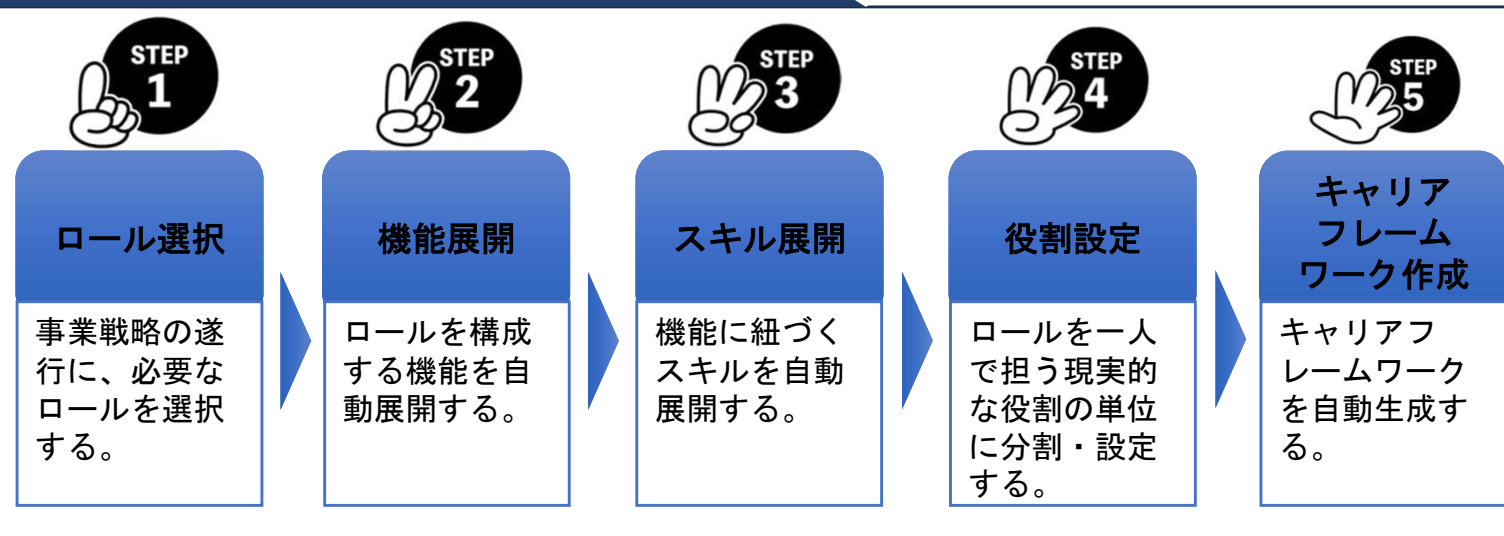 STEP
1
ロール選択
事業戦略の遂
行に、必要な
ロールを選択
する。
STEP
2
機能展開
ロールを構成
する機能を自
動展開する。
STEP
3
スキル展開
機能に紐づく
スキルを自動
展開する。
STEP
4
役割設定
ロールを一人
で担う現実的
な役割の単位
に分割・設定
する。
STEP
5
キャリア
フレーム
ワーク作成
キャリアフ
レームワーク
を自動生成す
る。